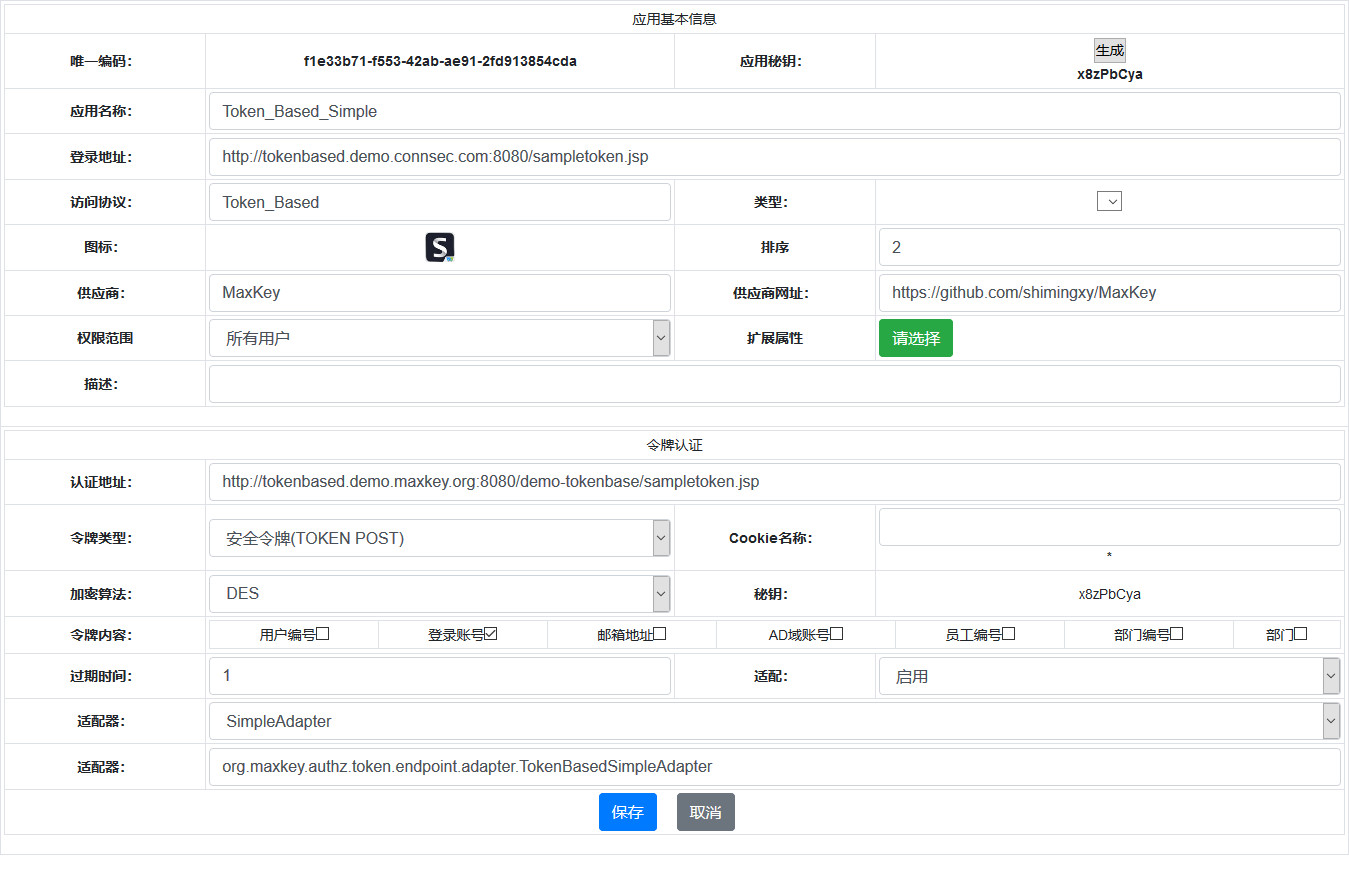 应用基本信息
唯一编码： f1e33b71-f553-42ab-ae91-2fd913854cda 应用秘钥： 生成
x8zPbCya
应用名称： Token_Based_Simple
登录地址： http://tokenbased.demo.connsec.com:8080/sampletoken.jsp
访问协议： Token_Based 类型：
图标： S 排序 2
供应商： MaxKey 供应商网址： https://github.com/shimingxy/MaxKey
权限范围 所有用户 扩展属性 请选择
描述：
令牌认证
认证地址： http://tokenbased.demo.maxkey.org:8080/demo-tokenbase/sampletoken.jsp
令牌类型： 安全令牌(TOKEN POST) Cookie名称：
*
加密算法： DES 秘钥： x8zPbCya
令牌内容： 用户编号 登录账号 邮箱地址 AD域账号 员工编号 部门编号 部门
过期时间： 1 适配： 启用
适配器： SimpleAdapter
适配器： org.maxkey.authz.token.endpoint.adapter.TokenBasedSimpleAdapter
保存 取消